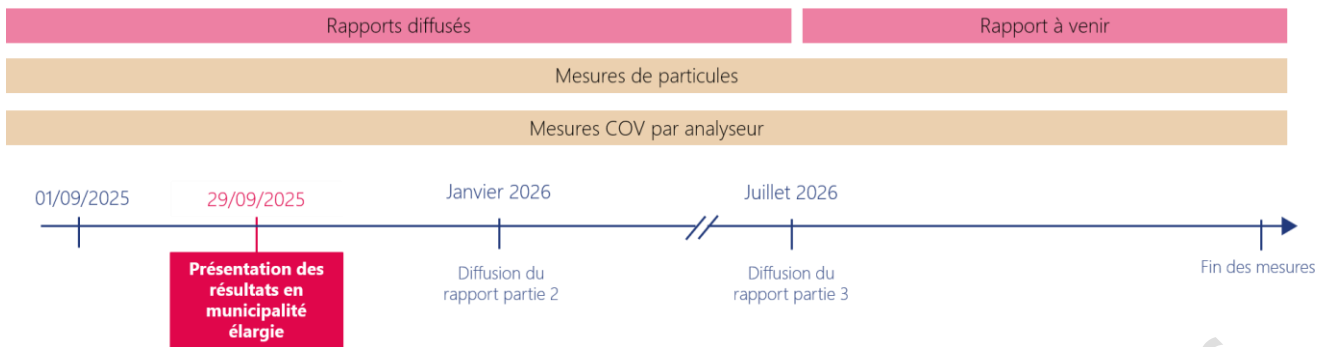 Rapports diffusés
Rapport à venir
Mesures de particules
Mesures COV par analyseur
01/09/2025
29/09/2025
Janvier 2026
Juillet 2026
Présentation des
résultats en
municipalité
élargie
Diffusion du
rapport partie 2
Diffusion du
rapport partie 3
Fin des mesures